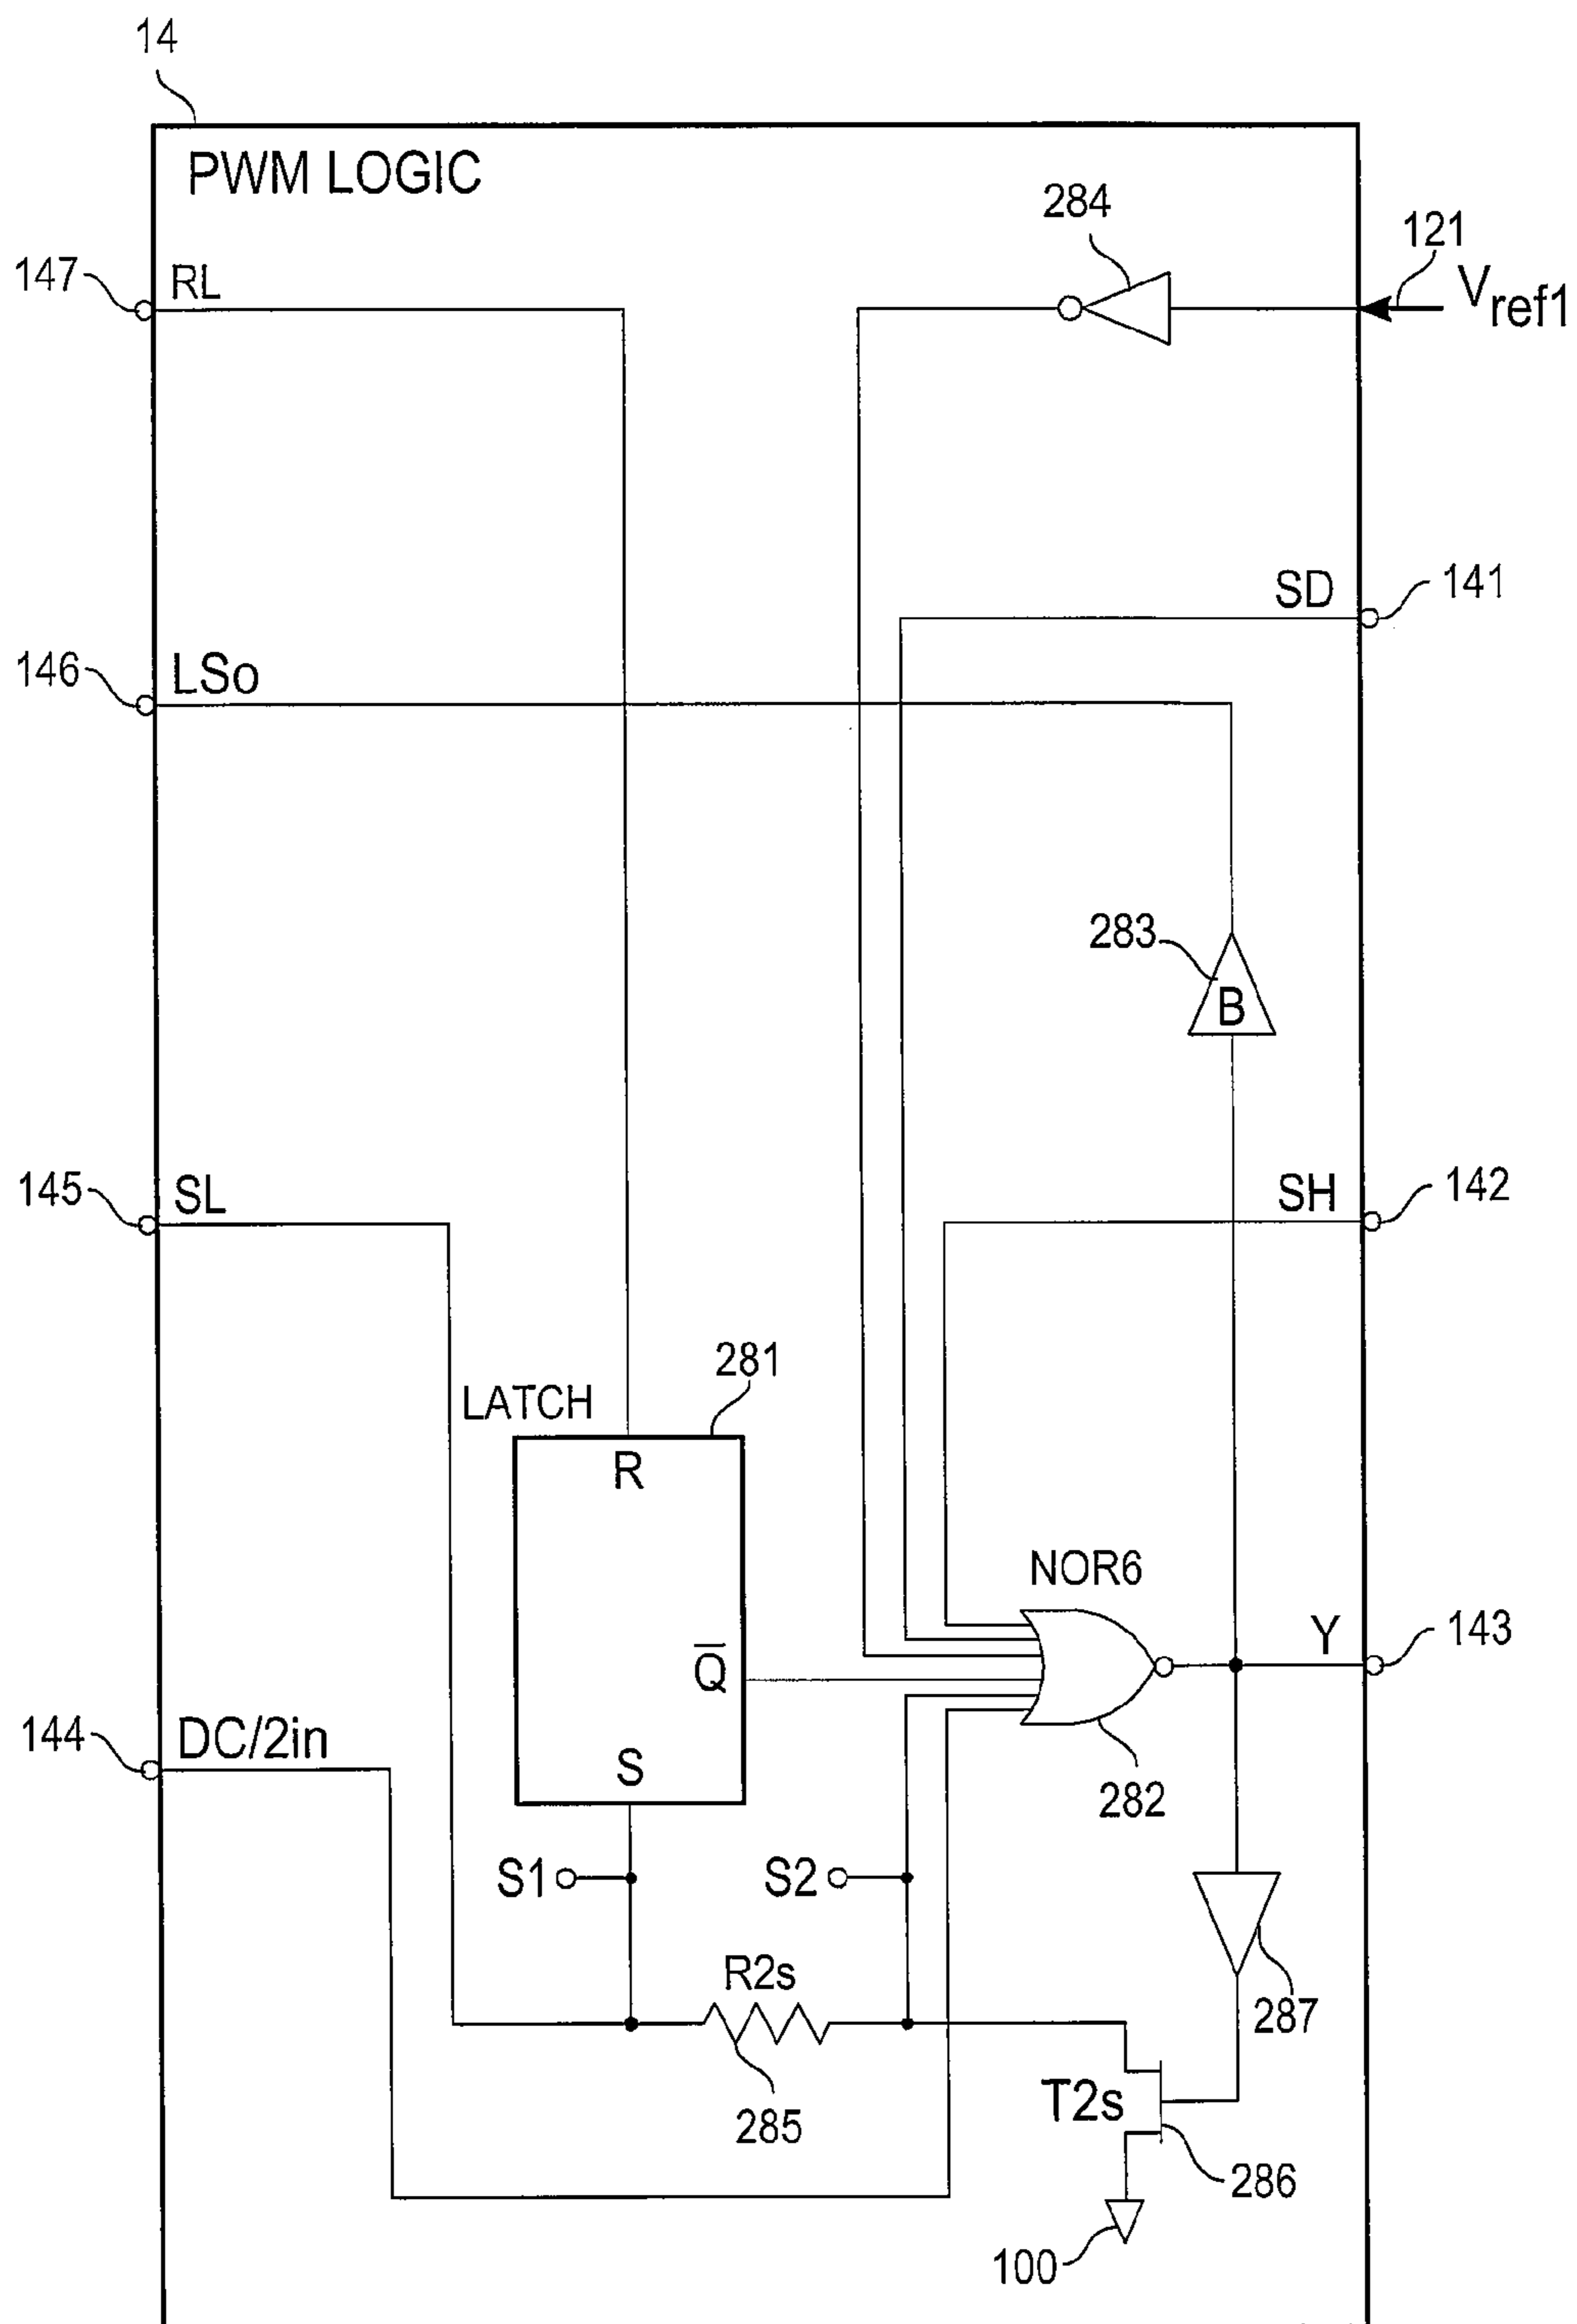 14
PWM LOGIC
284
121
Vref1
147
RL
SD
141
146
LSo
283
B
145
SL
SH
142
281
LATCH
R
NOR6
Q̅
Y
143
144
DC/2in
S
282
S1
S2
R2s
287
T2s
285
286
100